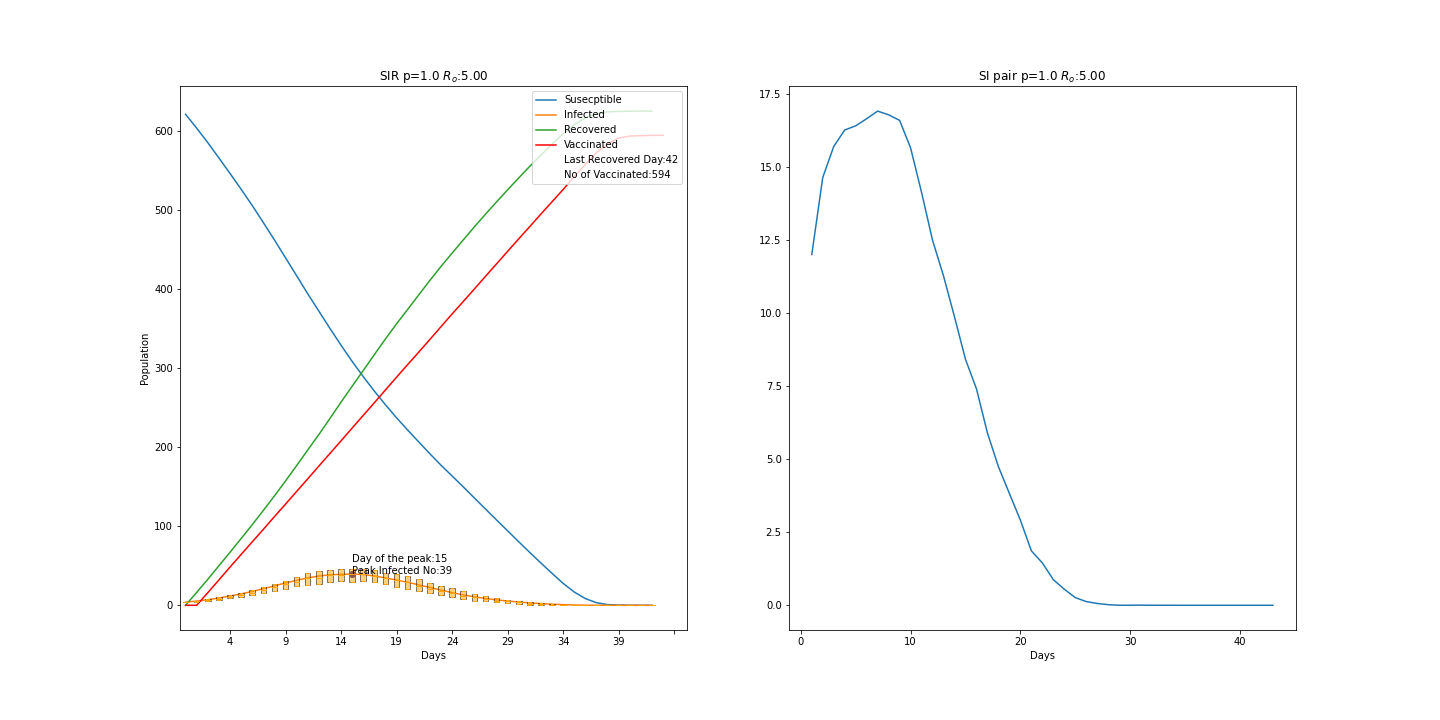 SIR p=1.0 Rₒ:5.00
Susecptible
Infected
Recovered
Vaccinated
Last Recovered Day:42
No of Vaccinated:594
600
500
400
300
200
100
0
Population
Day of the peak:15
Peak Infected No:39
4 9 14 19 24 29 34 39
Days
SI pair p=1.0 Rₒ:5.00
17.5
15.0
12.5
10.0
7.5
5.0
2.5
0.0
0 10 20 30 40
Days